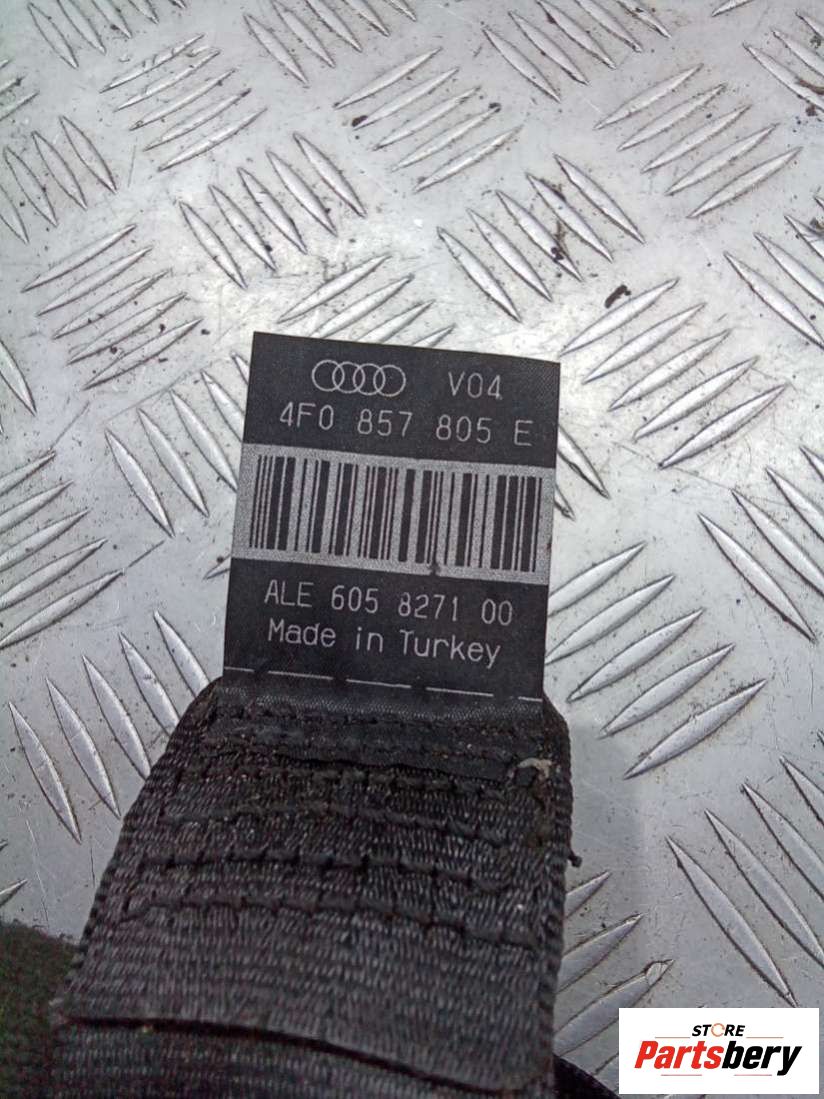 V04
4F0 857 805 E
ALE 605 8271 00
Made in Turkey
STORE
Partsbery